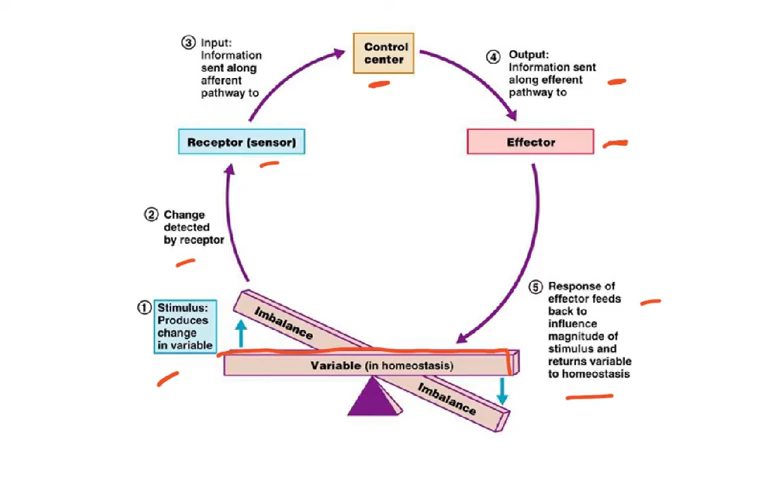 ③ Input:
Information
sent along
afferent
pathway to
Control
center
④ Output:
Information sent
along efferent
pathway to
Receptor (sensor)
Effector
② Change
detected
by receptor
① Stimulus:
Produces
change
in variable
Imbalance
Variable (in homeostasis)
Imbalance
⑤ Response of
effector feeds
back to
influence
magnitude of
stimulus and
returns variable
to homeostasis